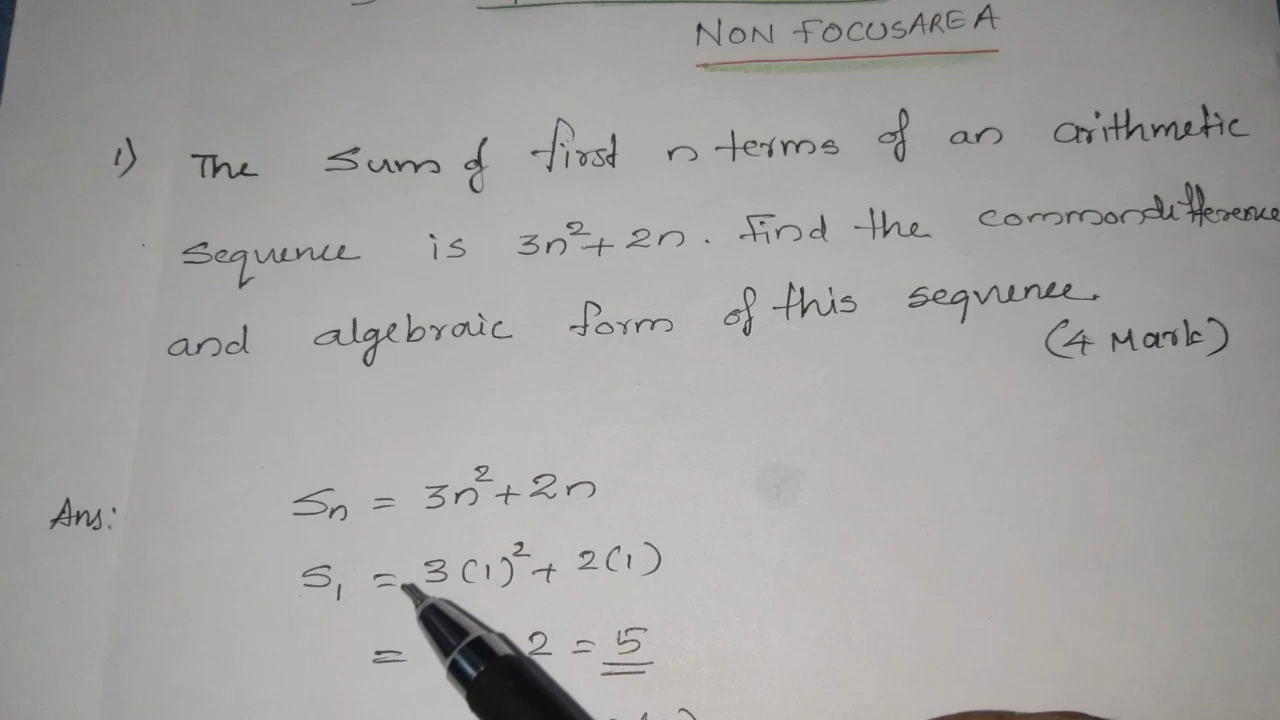 NON FOCUSAREA
1) The sum of first n terms of an arithmetic
sequence is 3n²+2n. Find the commondifference
and algebraic form of this sequence.
(4 Mark)
Ans: Sn = 3n²+2n
S₁ = 3(1)²+2(1)
= 2 = 5